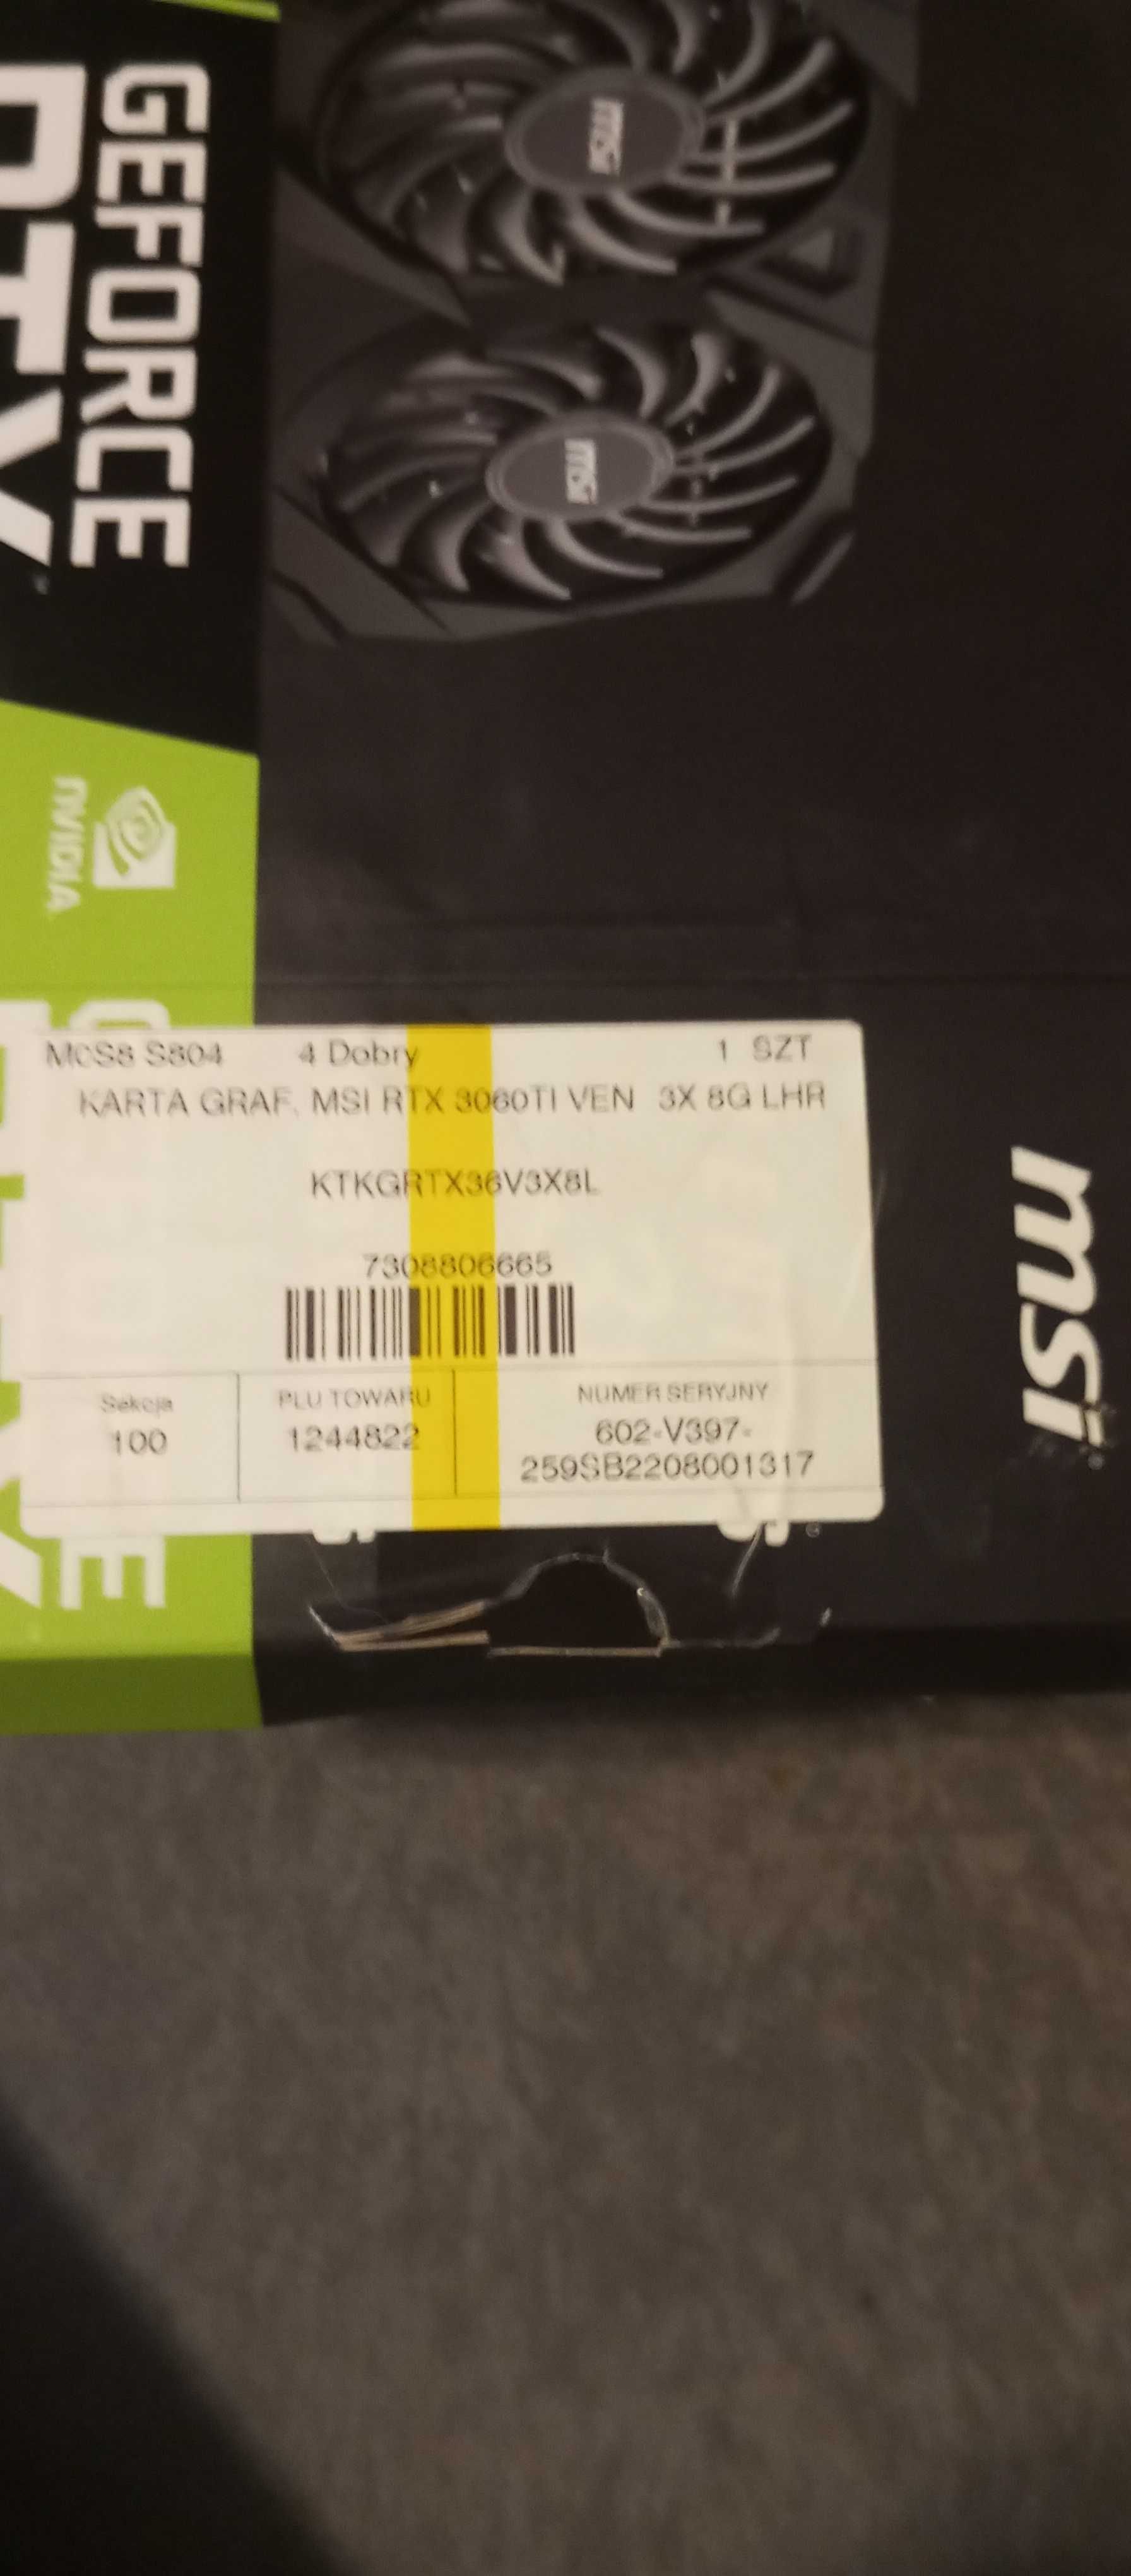 GEFORCE
RTX
msi
msi
NVIDIA
McS8 S804 4 Dobry 1 SZT
KARTA GRAF. MSI RTX 3060TI VEN 3X 8G LHR
KTKGRTX36V3X8L
7308806665
Sekcja PLU TOWARU NUMER SERYJNY
100 1244822 602-V397-
259SB2208001317
msi